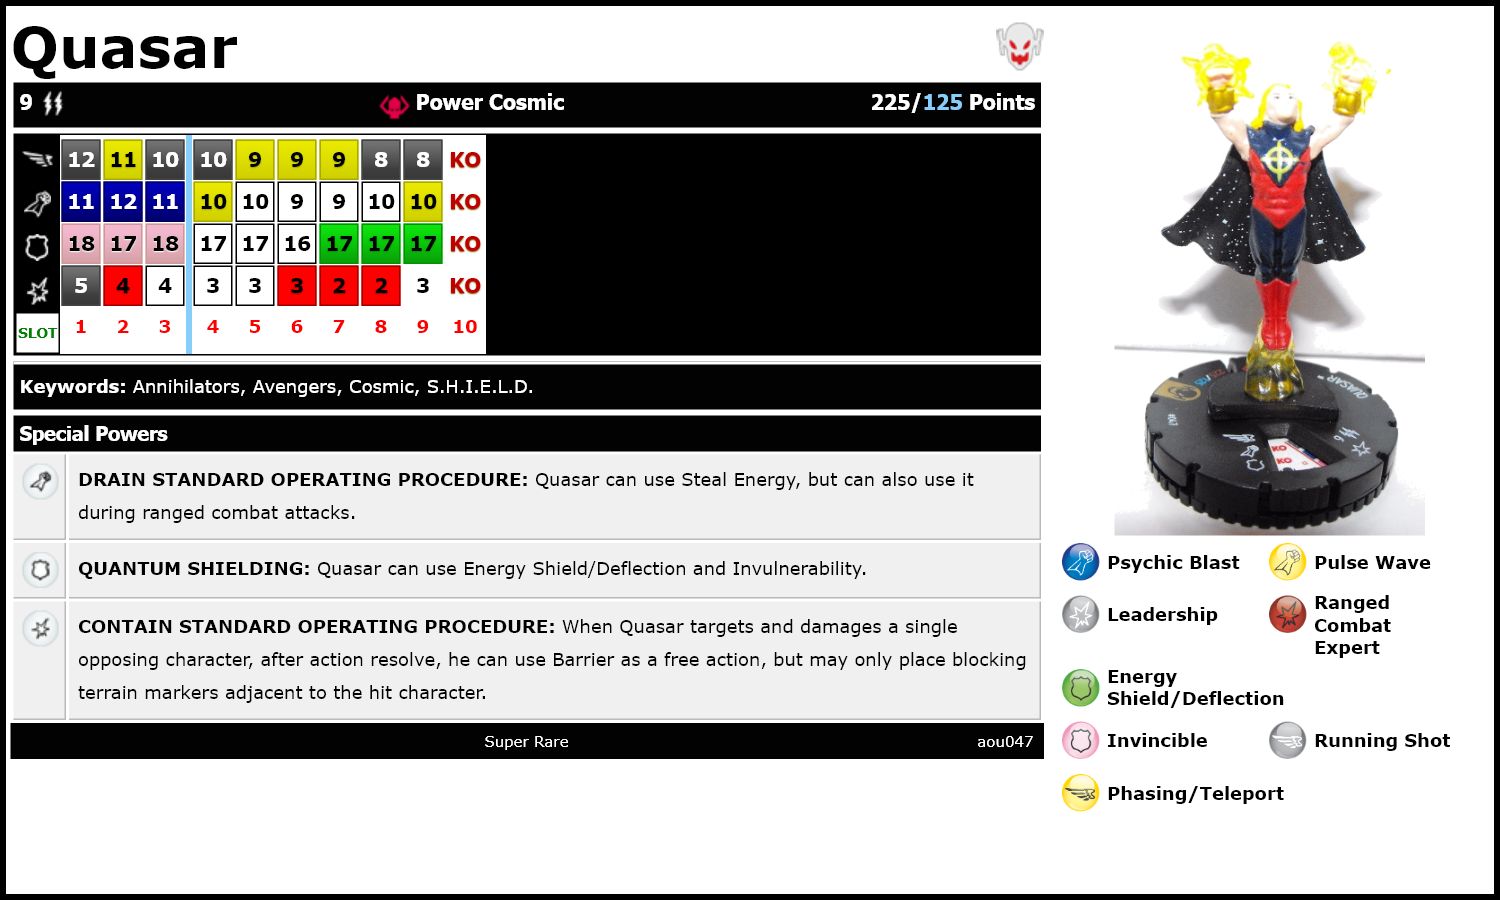 Quasar
9 Power Cosmic 225/125 Points
12 11 10 10 9 9 9 8 8 KO
11 12 11 10 10 9 9 10 10 KO
18 17 18 17 17 16 17 17 17 KO
5 4 4 3 3 3 2 2 3 KO
SLOT 1 2 3 4 5 6 7 8 9 10
Keywords: Annihilators, Avengers, Cosmic, S.H.I.E.L.D.
Special Powers
DRAIN STANDARD OPERATING PROCEDURE: Quasar can use Steal Energy, but can also use it
during ranged combat attacks.
QUANTUM SHIELDING: Quasar can use Energy Shield/Deflection and Invulnerability.
CONTAIN STANDARD OPERATING PROCEDURE: When Quasar targets and damages a single
opposing character, after action resolve, he can use Barrier as a free action, but may only place blocking
terrain markers adjacent to the hit character.
Super Rare aou047
QUASAR™
#047
KO
KO
Psychic Blast Pulse Wave
Leadership
Ranged
Combat
Expert
Energy
Shield/Deflection
Invincible Running Shot
Phasing/Teleport